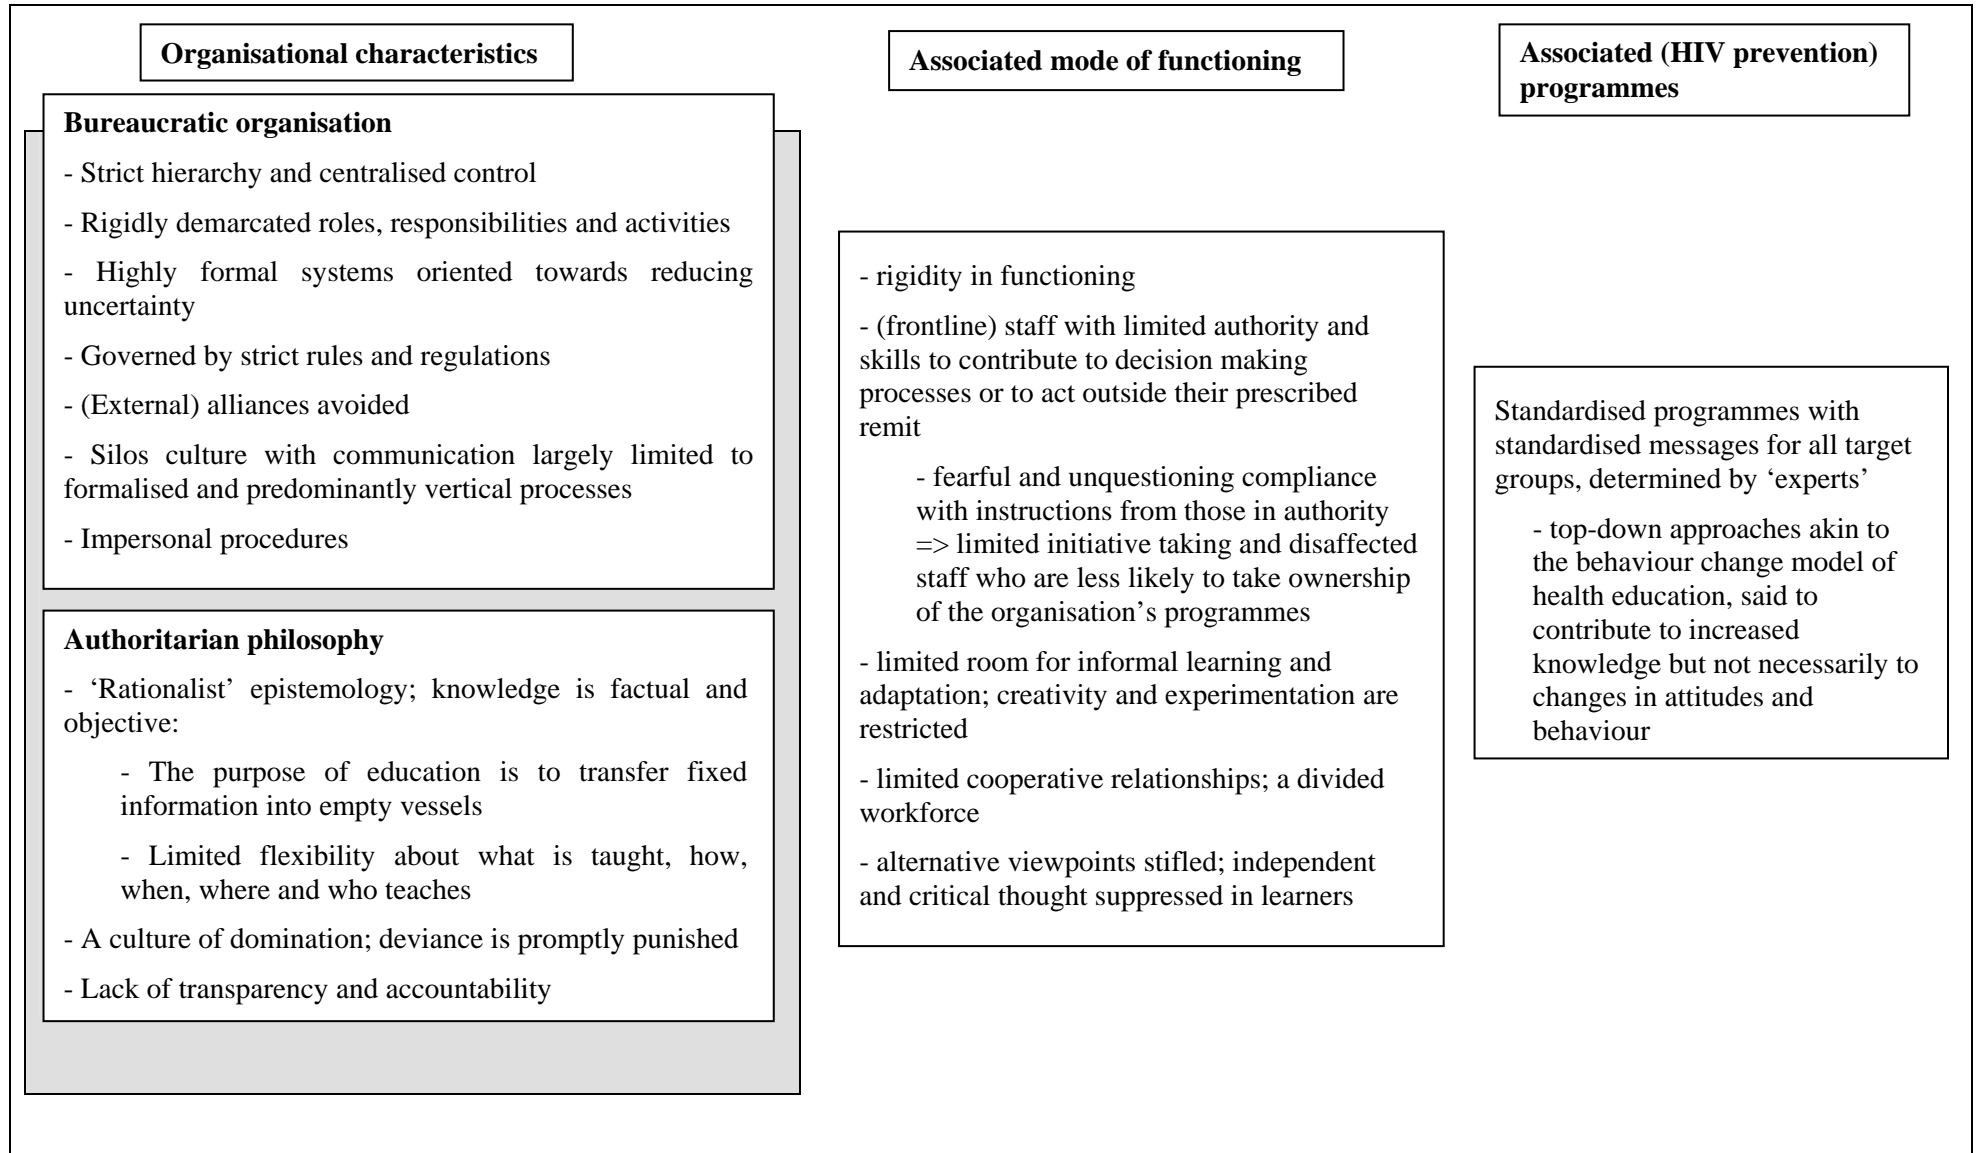 Organisational characteristics
Bureaucratic organisation
- Strict hierarchy and centralised control
- Rigidly demarcated roles, responsibilities and activities
- Highly formal systems oriented towards reducing
uncertainty
- Governed by strict rules and regulations
- (External) alliances avoided
- Silos culture with communication largely limited to
formalised and predominantly vertical processes
- Impersonal procedures
Authoritarian philosophy
- ‘Rationalist’ epistemology; knowledge is factual and
objective:
- The purpose of education is to transfer fixed
information into empty vessels
- Limited flexibility about what is taught, how,
when, where and who teaches
- A culture of domination; deviance is promptly punished
- Lack of transparency and accountability
Associated mode of functioning
- rigidity in functioning
- (frontline) staff with limited authority and
skills to contribute to decision making
processes or to act outside their prescribed
remit
- fearful and unquestioning compliance
with instructions from those in authority
=> limited initiative taking and disaffected
staff who are less likely to take ownership
of the organisation’s programmes
- limited room for informal learning and
adaptation; creativity and experimentation are
restricted
- limited cooperative relationships; a divided
workforce
- alternative viewpoints stifled; independent
and critical thought suppressed in learners
Associated (HIV prevention)
programmes
Standardised programmes with
standardised messages for all target
groups, determined by ‘experts’
- top-down approaches akin to
the behaviour change model of
health education, said to
contribute to increased
knowledge but not necessarily to
changes in attitudes and
behaviour